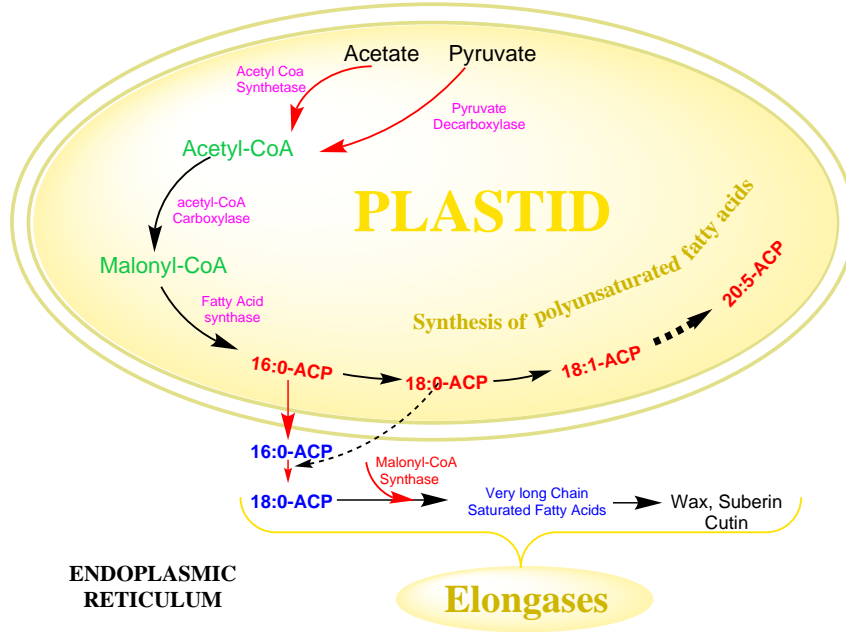 Acetate
Pyruvate
Acetyl Coa
Synthetase
Pyruvate
Decarboxylase
Acetyl-CoA
acetyl-CoA
Carboxylase
PLASTID
Malonyl-CoA
Fatty Acid
synthase
Synthesis of polyunsaturated fatty acids
16:0-ACP
18:0-ACP
18:1-ACP
20:5-ACP
16:0-ACP
18:0-ACP
Malonyl-CoA
Synthase
Very long Chain
Saturated Fatty Acids
Wax, Suberin
Cutin
ENDOPLASMIC
RETICULUM
Elongases